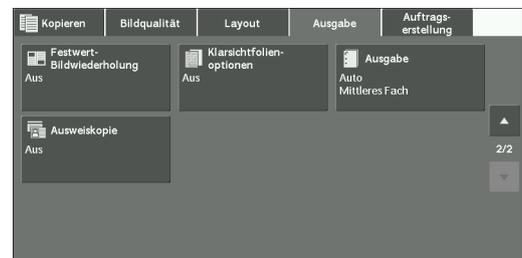 Kopieren
Bildqualität
Layout
Ausgabe
Auftrags-
erstellung
Festwert-
Bildwiederholung
Aus
Klarsichtfolien-
optionen
Aus
Ausgabe
Auto
Mittleres Fach
Ausweiskopie
Aus
2/2